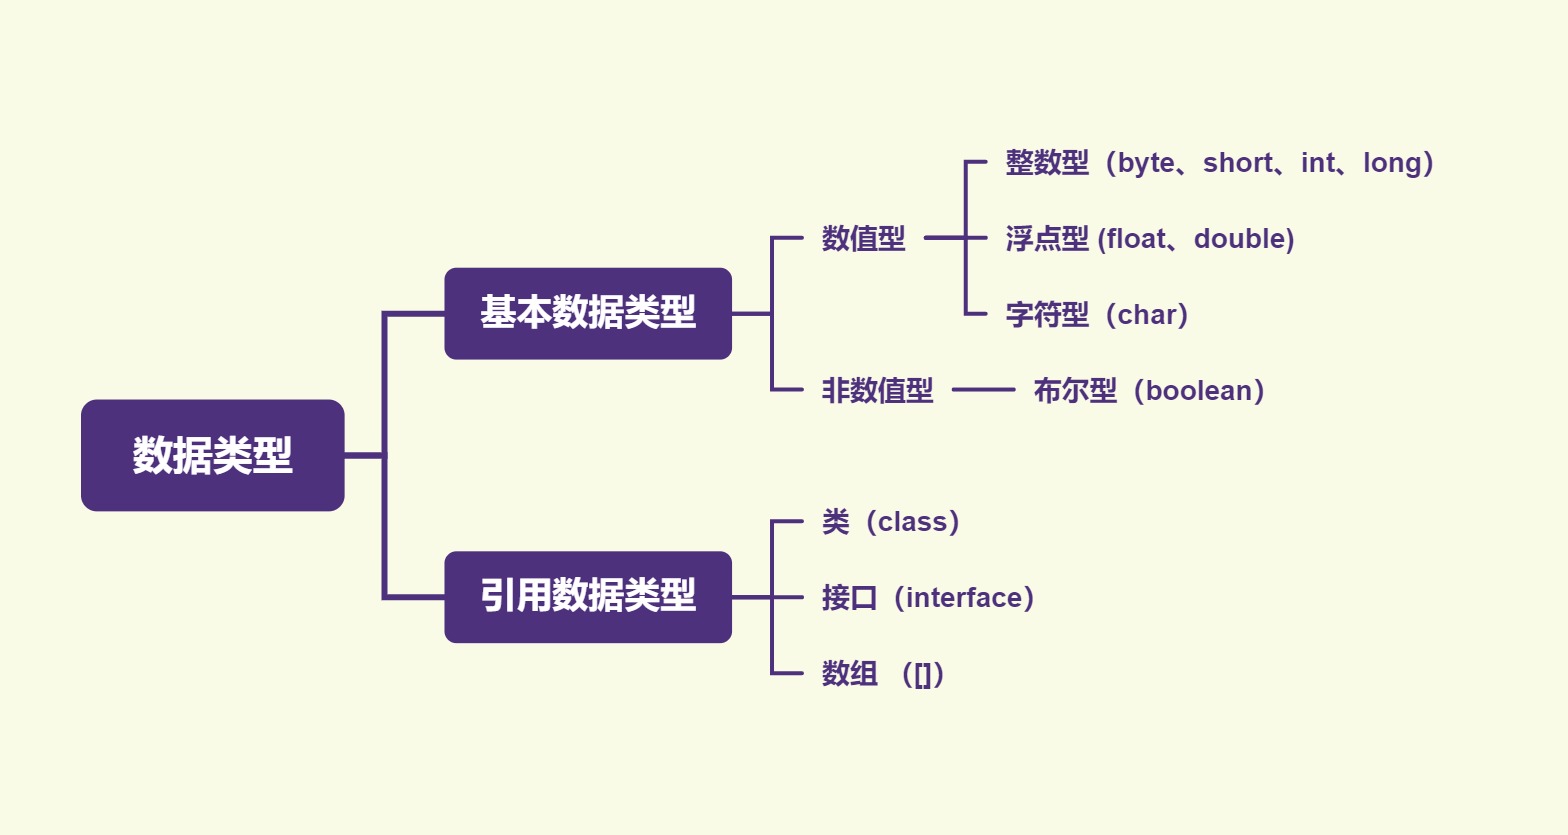 数据类型
基本数据类型
数值型
整数型（byte、short、int、long）
浮点型 (float、double)
字符型（char）
非数值型
布尔型（boolean）
引用数据类型
类（class）
接口（interface）
数组 （[]）